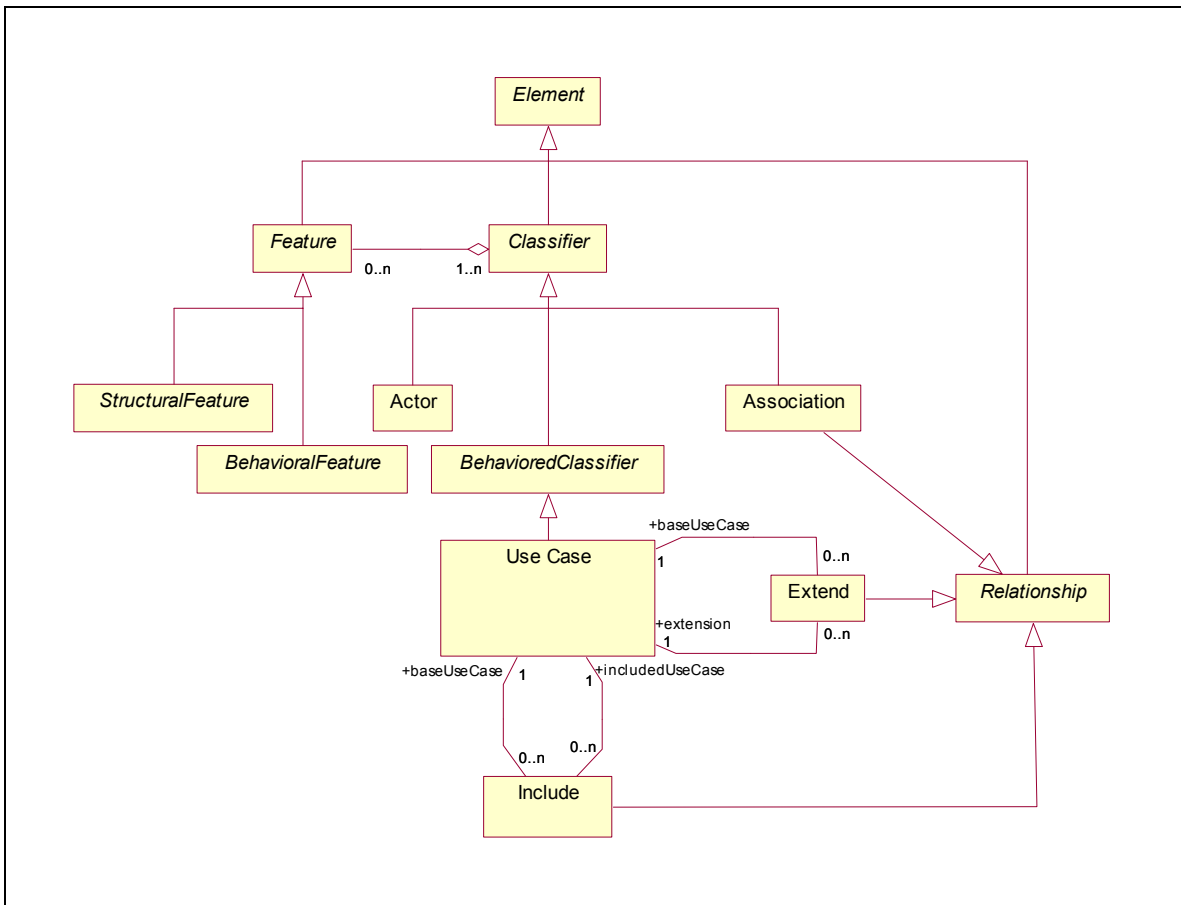 Element
Feature
Classifier
0..n
1..n
StructuralFeature
Actor
Association
BehavioralFeature
BehavioredClassifier
+baseUseCase
Use Case
1
0..n
Extend
Relationship
+extension
1
0..n
+baseUseCase
1
1
+includedUseCase
0..n
0..n
Include